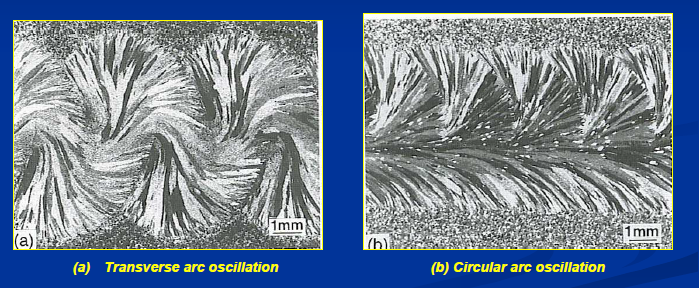 1mm
(a)
1mm
(b)
(a) Transverse arc oscillation
(b) Circular arc oscillation